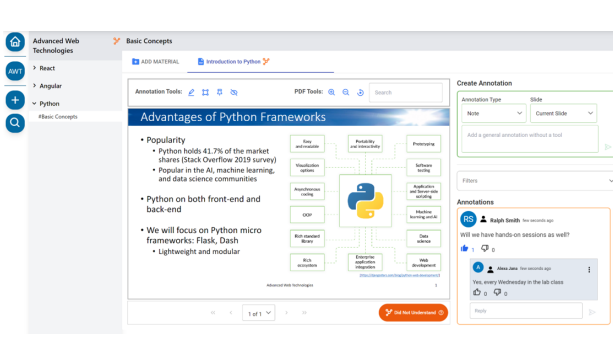 Advanced Web
Technologies
Basic Concepts
AWT
React
Angular
Python
#Basic Concepts
ADD MATERIAL
Introduction to Python
Annotation Tools:
PDF Tools:
Search
Advantages of Python Frameworks
• Popularity
• Python holds 41.7% of the market
shares (Stack Overflow 2019 survey)
• Popular in the AI, machine learning,
and data science communities
• Python on both front-end and
back-end
• We will focus on Python micro
frameworks: Flask, Dash
• Lightweight and modular
Easy
and readable
Portability
and interactivity
Prototyping
Visualization
options
Software
testing
Asynchronous
coding
Application
and Server-side
scripting
OOP
Machine
learning and AI
Rich standard
library
Data
science
Rich
ecosystem
Enterprise
application
integration
Web
development
Advanced Web Technologies
1 of 1
Did Not Understand
Create Annotation
Annotation Type
Slide
Note
Current Slide
Add a general annotation without a tool
Filters
Annotations
RS
Ralph Smith few seconds ago
Will we have hands-on sessions as well?
1
0
A
Alexa Jans few seconds ago
Yes, every Wednesday in the lab class
0
0
Reply